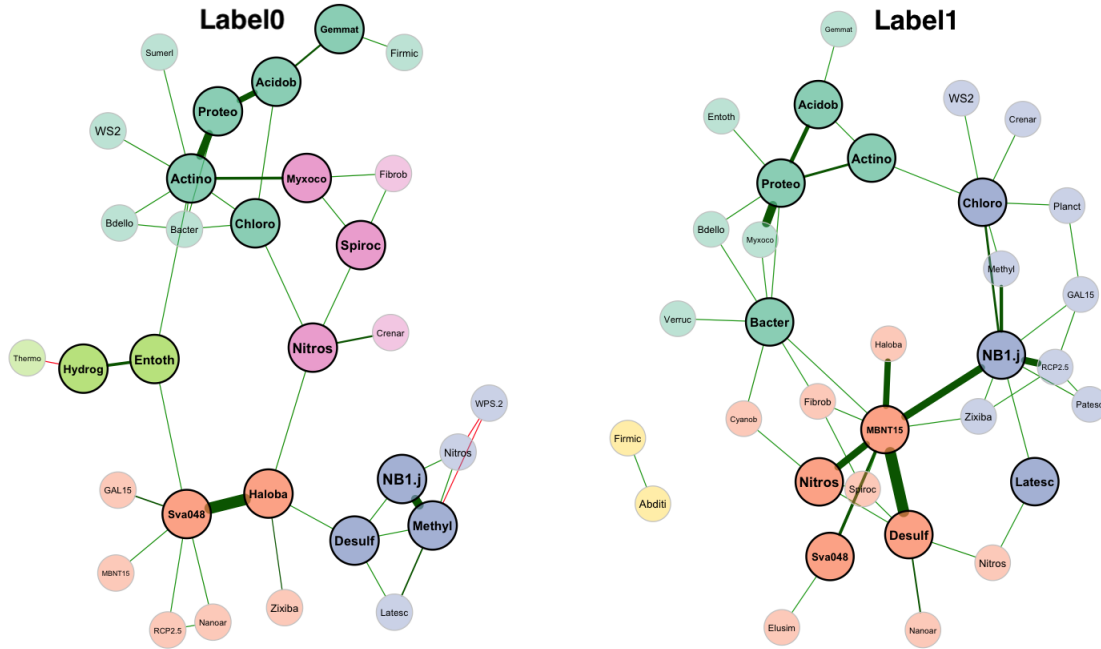 Label0
Gemmat
Sumerl
Firmic
Acidob
Proteo
WS2
Actino
Myxoco
Fibrob
Bdello
Bacter
Chloro
Spiroc
Crenar
Nitros
Thermo
Hydrog
Entoth
WPS.2
Nitros
GAL15
NB1.j
Haloba
Sva048
Methyl
Desulf
MBNT15
Zixiba
Latesc
RCP2.5
Nanoar
Label1
Gemmat
WS2
Acidob
Entoth
Crenar
Actino
Proteo
Chloro
Planct
Bdello
Myxoco
Methyl
GAL15
Verruc
Bacter
Haloba
NB1.j
RCP2.5
Fibrob
Patesc
Cyanob
Zixiba
MBNT15
Firmic
Nitros
Spiroc
Latesc
Abditi
Desulf
Sva048
Nitros
Elusim
Nanoar